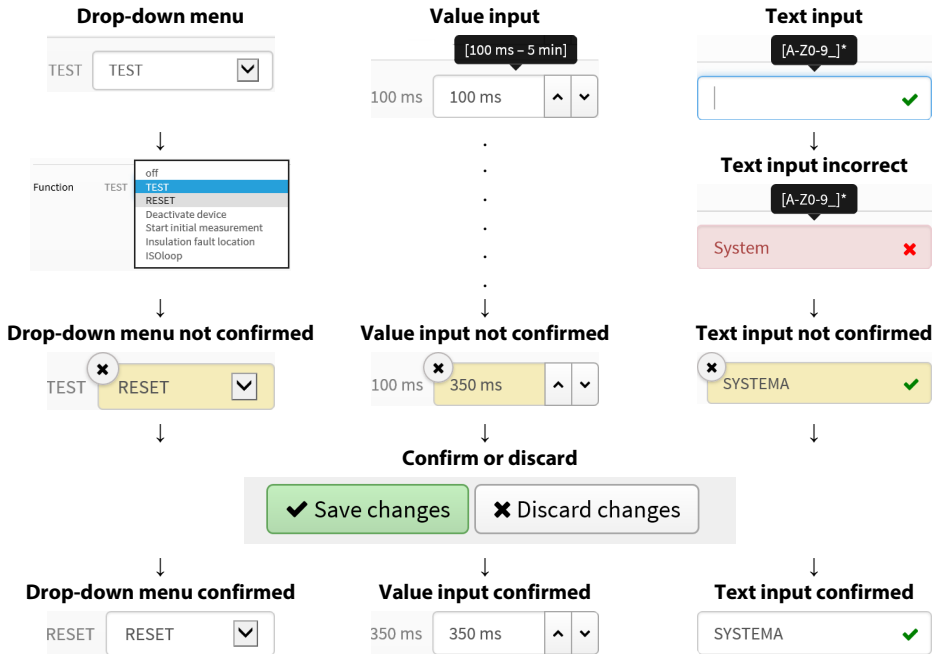 Drop-down menu
Value input
Text input
[100 ms – 5 min]
[A-Z0-9_]*
TEST TEST
100 ms 100 ms
Text input incorrect
[A-Z0-9_]*
Function TEST
off
TEST
RESET
Deactivate device
Start initial measurement
Insulation fault location
ISOloop
System
Drop-down menu not confirmed
Value input not confirmed
Text input not confirmed
TEST RESET
100 ms 350 ms
SYSTEMA
Confirm or discard
Save changes
Discard changes
Drop-down menu confirmed
Value input confirmed
Text input confirmed
RESET RESET
350 ms 350 ms
SYSTEMA